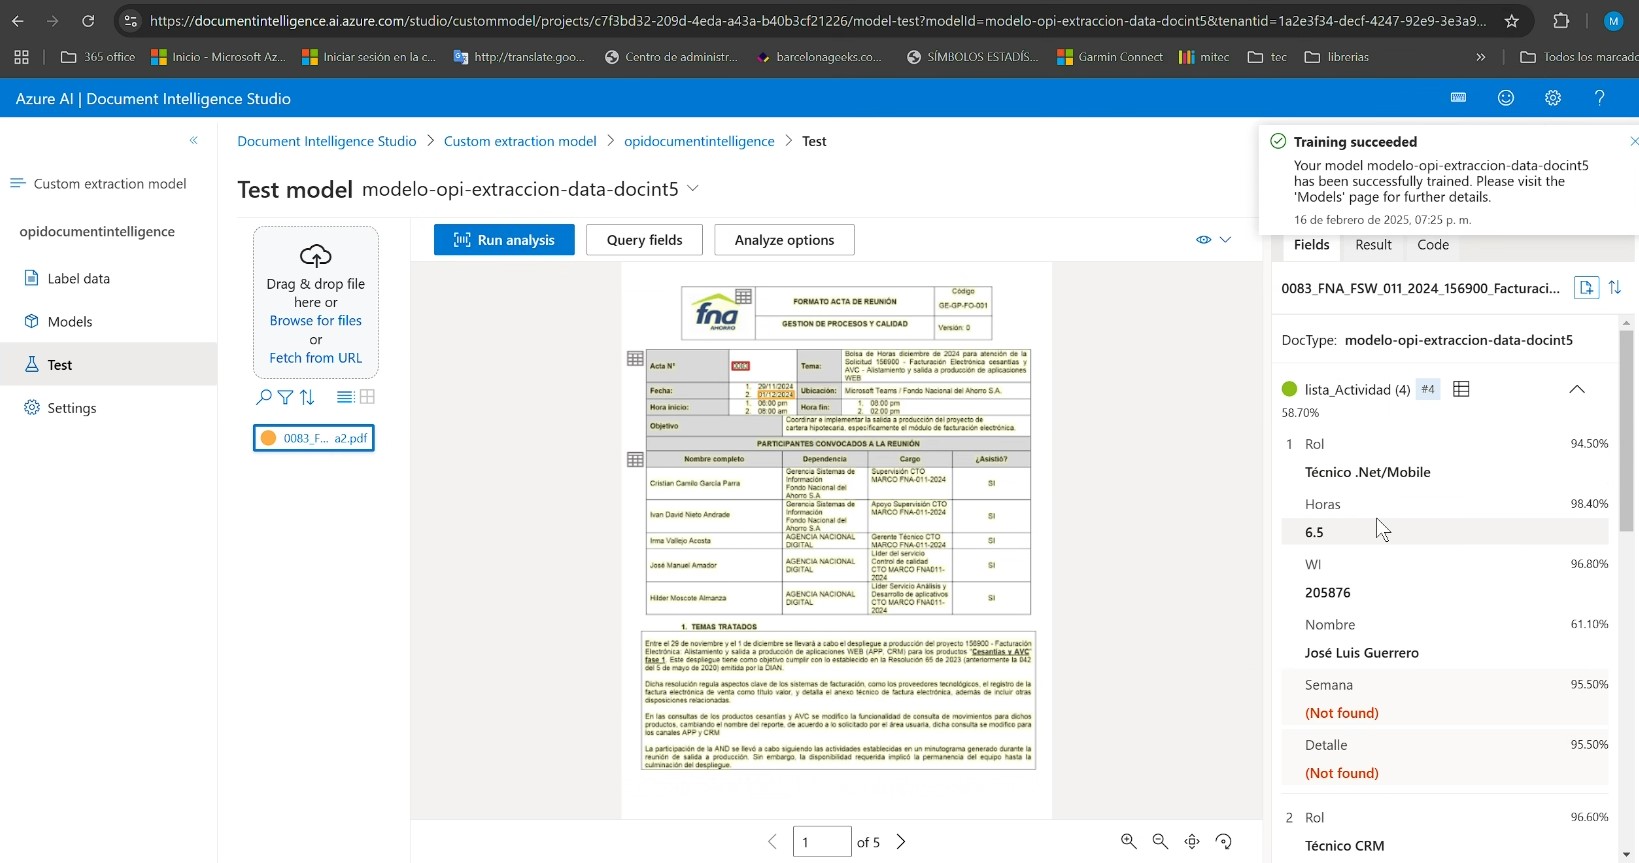 https://documentintelligence.ai.azure.com/studio/custommodel/projects/c7f3bd32-209d-4eda-a43a-b40b3cf21226/model-test?modelId=modelo-opi-extraccion-data-docint5&tenantid=1a2e3f34-decf-4247-92e9-3e3a9...
M
365 office
Inicio - Microsoft Az...
Iniciar sesión en la c...
http://translate.goo...
Centro de administr...
barcelonageeks.co...
SÍMBOLOS ESTADÍS...
Garmin Connect
mitec
tec
librerias
»
Todos los marcado
Azure AI | Document Intelligence Studio
Document Intelligence Studio > Custom extraction model > opidocumentintelligence > Test
Training succeeded
Your model modelo-opi-extraccion-data-docint5
has been successfully trained. Please visit the
'Models' page for further details.
16 de febrero de 2025, 07:25 p. m.
Custom extraction model
opidocumentintelligence
Label data
Models
Test
Settings
Test model modelo-opi-extraccion-data-docint5
Drag & drop file
here or
Browse for files
or
Fetch from URL
0083_F... a2.pdf
Run analysis
Query fields
Analyze options
fna
AHORRO
FORMATO ACTA DE REUNIÓN
GESTION DE PROCESOS Y CALIDAD
Código
GE-GP-FO-001
Versión: 0
Acta N°
0083
Tema:
Bolsa de Horas diciembre de 2024 para atención de la
Solicitud 156900 - Facturación Electrónica cesantías y
AVC - Alistamiento y salida a producción de aplicaciones
WEB
Fecha:
1. 29/11/2024
2. 01/12/2024
Ubicación:
Microsoft Teams / Fondo Nacional del Ahorro S.A.
Hora inicio:
1. 08:00 pm
2. 08:00 am
Hora fin:
1. 08:00 pm
2. 02:00 pm
Objetivo
Coordinar e implementar la salida a producción del proyecto de
cartera hipotecaria, específicamente el módulo de facturación electrónica.
PARTICIPANTES CONVOCADOS A LA REUNIÓN
Nombre completo
Dependencia
Cargo
¿Asistió?
Cristian Camilo García Parra
Gerencia Sistemas de
Información
Fondo Nacional del
Ahorro S.A
Supervisión CTO
MARCO FNA-011-2024
SI
Ivan David Nieto Andrade
Gerencia Sistemas de
Información
Fondo Nacional del
Ahorro S.A
Apoyo Supervisión CTO
MARCO FNA-011-2024
SI
Irma Vallejo Acosta
AGENCIA NACIONAL
DIGITAL
Gerente Técnico CTO
MARCO FNA-011-2024
SI
José Manuel Amador
AGENCIA NACIONAL
DIGITAL
Líder del servicio
Control de calidad
CTO MARCO FNA011-
2024
SI
Hilder Moscote Almanza
AGENCIA NACIONAL
DIGITAL
Líder Servicio Análisis y
Desarrollo de aplicativos
CTO MARCO FNA011-
2024
SI
1. TEMAS TRATADOS
Entre el 29 de noviembre y el 1 de diciembre se llevará a cabo el despliegue a producción del proyecto 156900 - Facturación
Electrónica: Alistamiento y salida a producción de aplicaciones WEB (APP, CRM) para los productos "Cesantías y AVC"
fase 1. Este despliegue tiene como objetivo cumplir con lo establecido en la Resolución 65 de 2023 (anteriormente la 042
del 5 de mayo de 2020) emitida por la DIAN.
Dicha resolución regula aspectos clave de los sistemas de facturación, como los proveedores tecnológicos, el registro de la
factura electrónica de venta como título valor, y detalla el anexo técnico de factura electrónica, además de incluir otras
disposiciones relacionadas.
En las consultas de los productos cesantías y AVC se modifico la funcionalidad de consulta de movimientos para dichos
productos, cambiando el nombre del reporte, de acuerdo a lo solicitado por el área usuaria, dicha consulta se modifico para
los canales APP y CRM
La participación de la AND se llevó a cabo siguiendo las actividades establecidas en un minutograma generado durante la
reunión de salida a producción. Sin embargo, la disponibilidad requerida implicó la permanencia del equipo hasta la
culminación del despliegue.
1 of 5
Fields
Result
Code
0083_FNA_FSW_011_2024_156900_Facturaci...
DocType: modelo-opi-extraccion-data-docint5
lista_Actividad (4) #4
58.70%
1 Rol 94.50%
Técnico .Net/Mobile
Horas 98.40%
6.5
WI 96.80%
205876
Nombre 61.10%
José Luis Guerrero
Semana 95.50%
(Not found)
Detalle 95.50%
(Not found)
2 Rol 96.60%
Técnico CRM